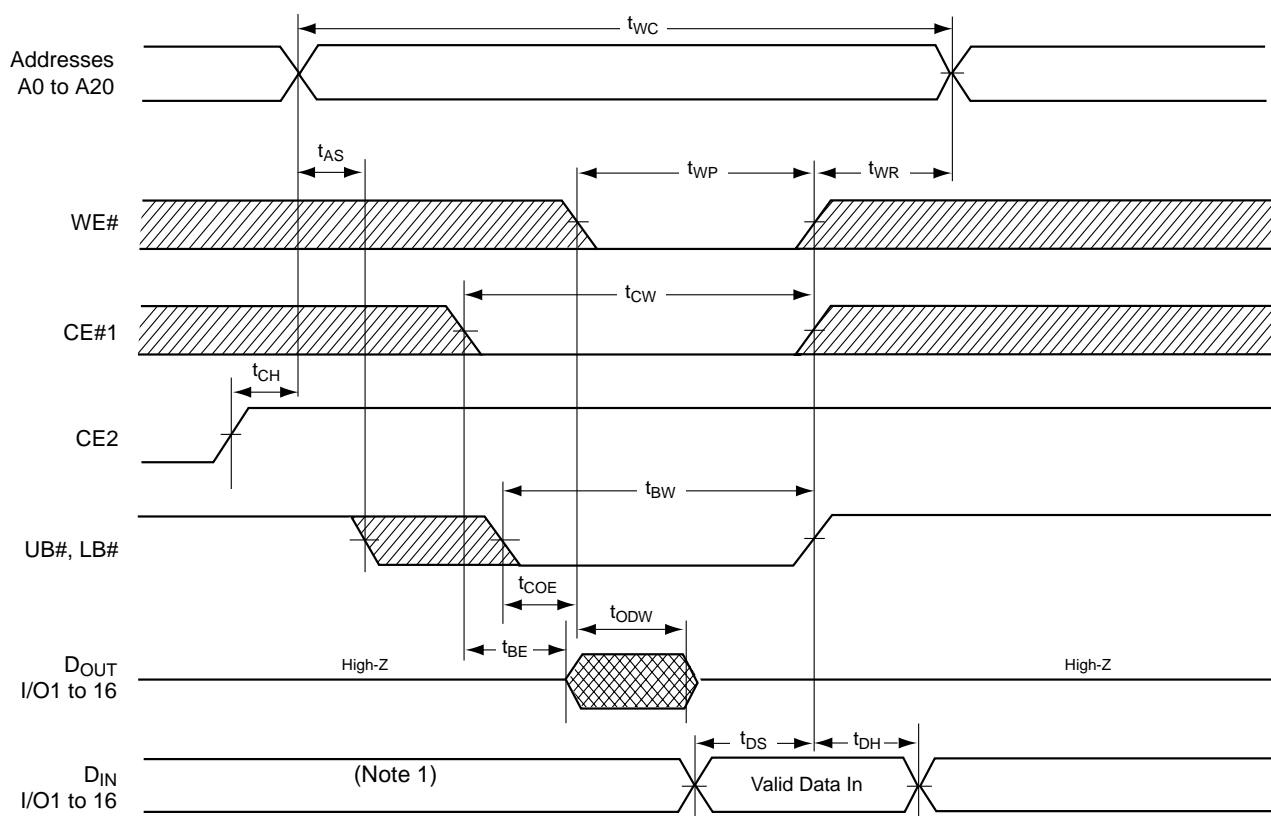 tWC
Addresses
A0 to A20
tAS
tWP
tWR
WE#
tCW
CE#1
tCH
CE2
tBW
UB#, LB#
tCOE
tODW
tBE
DOUT
I/O1 to 16
High-Z
High-Z
tDS
tDH
DIN
I/O1 to 16
(Note 1)
Valid Data In